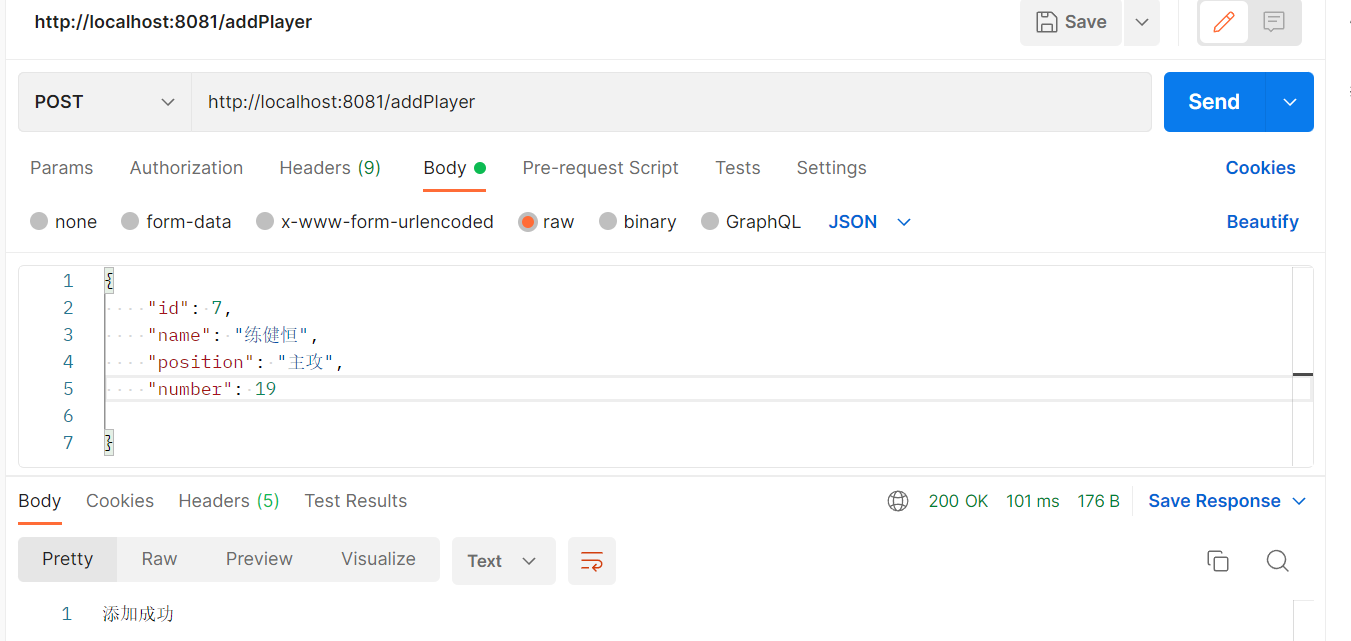 http://localhost:8081/addPlayer
Save
POST
http://localhost:8081/addPlayer
Send
Params Authorization Headers (9) Body Pre-request Script Tests Settings Cookies
none form-data x-www-form-urlencoded raw binary GraphQL JSON Beautify
1 {
2 "id": 7,
3 "name": "练健恒",
4 "position": "主攻",
5 "number": 19
6
7 }
Body Cookies Headers (5) Test Results 200 OK 101 ms 176 B Save Response
Pretty Raw Preview Visualize Text
1 添加成功